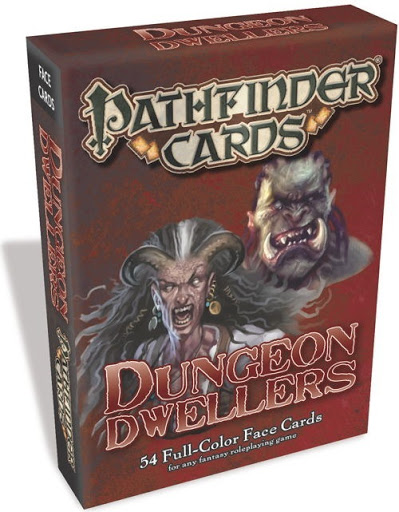 DUNGEON
DWELLERS
FACE
CARDS
DUNGEON
DWELLERS
PATHFINDER
CARDS
PATHFINDER
CARDS™
DUNGEON
DWELLERS
54 Full-Color Face Cards
for any fantasy roleplaying game